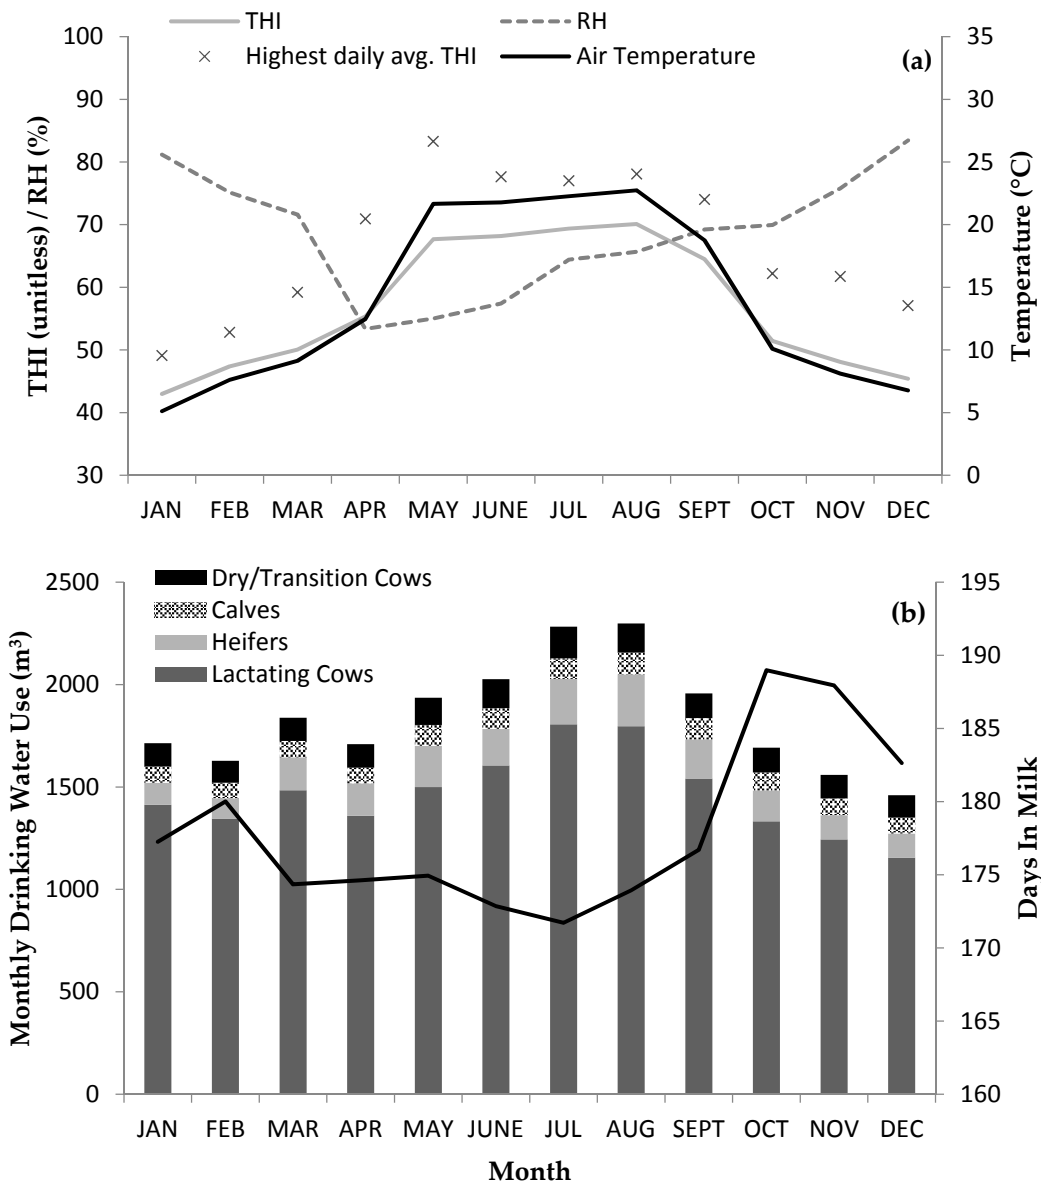 THI
RH
Highest daily avg. THI
Air Temperature
(a)
THI (unitless) / RH (%)
100
90
80
70
60
50
40
30
35
30
25
20
15
10
5
0
Temperature (°C)
JAN FEB MAR APR MAY JUNE JUL AUG SEPT OCT NOV DEC
Dry/Transition Cows
Calves
Heifers
Lactating Cows
(b)
Monthly Drinking Water Use (m³)
2500
2000
1500
1000
500
0
195
190
185
180
175
170
165
160
Days In Milk
JAN FEB MAR APR MAY JUNE JUL AUG SEPT OCT NOV DEC
Month